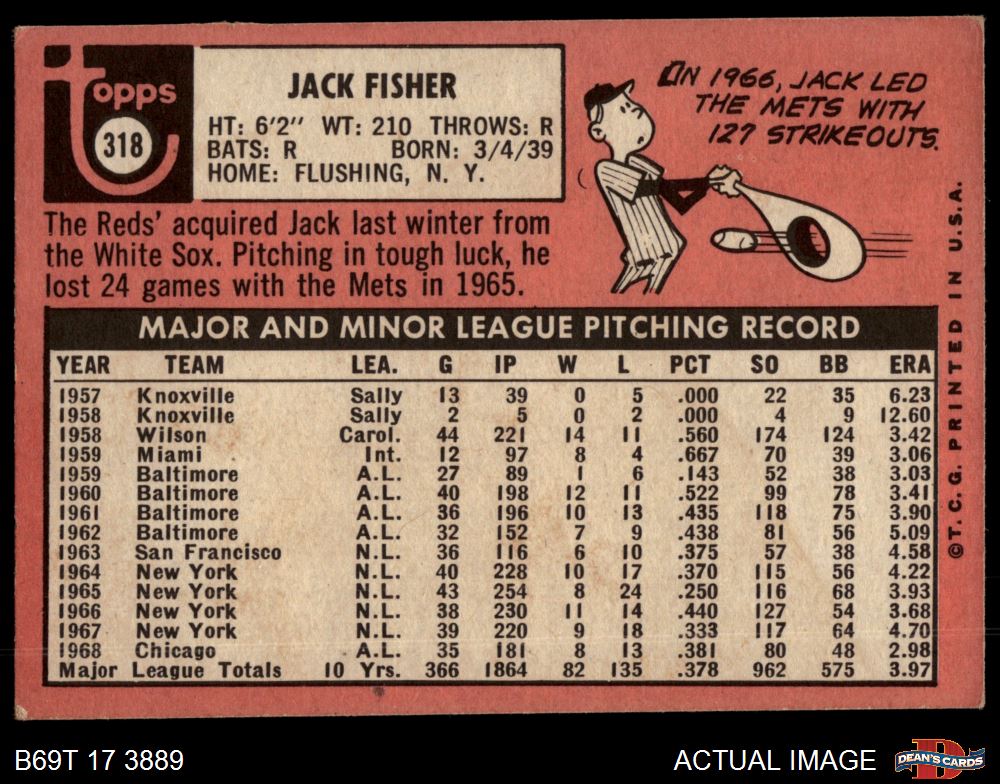 topps
318
JACK FISHER
HT: 6'2" WT: 210 THROWS: R
BATS: R BORN: 3/4/39
HOME: FLUSHING, N. Y.
IN 1966, JACK LED
THE METS WITH
127 STRIKEOUTS.
The Reds' acquired Jack last winter from
the White Sox. Pitching in tough luck, he
lost 24 games with the Mets in 1965.
MAJOR AND MINOR LEAGUE PITCHING RECORD
YEAR TEAM LEA. G IP W L PCT SO BB ERA
1957 Knoxville Sally 13 39 0 5 .000 22 35 6.23
1958 Knoxville Sally 2 5 0 2 .000 4 9 12.60
1958 Wilson Carol. 44 221 14 11 .560 174 124 3.42
1959 Miami Int. 12 97 8 4 .667 70 39 3.06
1959 Baltimore A.L. 27 89 1 6 .143 52 38 3.03
1960 Baltimore A.L. 40 198 12 11 .522 99 78 3.41
1961 Baltimore A.L. 36 196 10 13 .435 118 75 3.90
1962 Baltimore A.L. 32 152 7 9 .438 81 56 5.09
1963 San Francisco N.L. 36 116 6 10 .375 57 38 4.58
1964 New York N.L. 40 228 10 17 .370 115 56 4.22
1965 New York N.L. 43 254 8 24 .250 116 68 3.93
1966 New York N.L. 38 230 11 14 .440 127 54 3.68
1967 New York N.L. 39 220 9 18 .333 117 64 4.70
1968 Chicago A.L. 35 181 8 13 .381 80 48 2.98
Major League Totals 10 Yrs. 366 1864 82 135 .378 962 575 3.97
©T.C.G. PRINTED IN U.S.A.
B69T 17 3889
ACTUAL IMAGE
D
DEAN'S CARDS